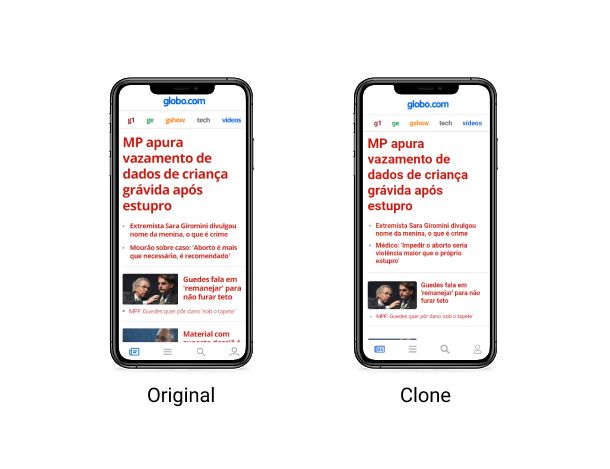 globo.com
g1 ge gshow tech vídeos
MP apura
vazamento de
dados de criança
grávida após
estupro
Extremista Sara Giromini divulgou
nome da menina, o que é crime
Mourão sobre caso: 'Aborto é mais
que necessário, é recomendado'
Guedes fala em
'remanejar' para
não furar teto
MPF: Guedes quer pôr dano 'sob o tapete'
Material com
Original
globo.com
g1 ge gshow tech vídeos
MP apura
vazamento de
dados de criança
grávida após
estupro
Extremista Sara Giromini divulgou
nome da menina, o que é crime
Médico: 'Impedir o aborto seria
violência maior que o próprio
estupro'
Guedes fala em
'remanejar' para não furar
teto
MPF: Guedes quer pôr dano 'sob o tapete'
Clone